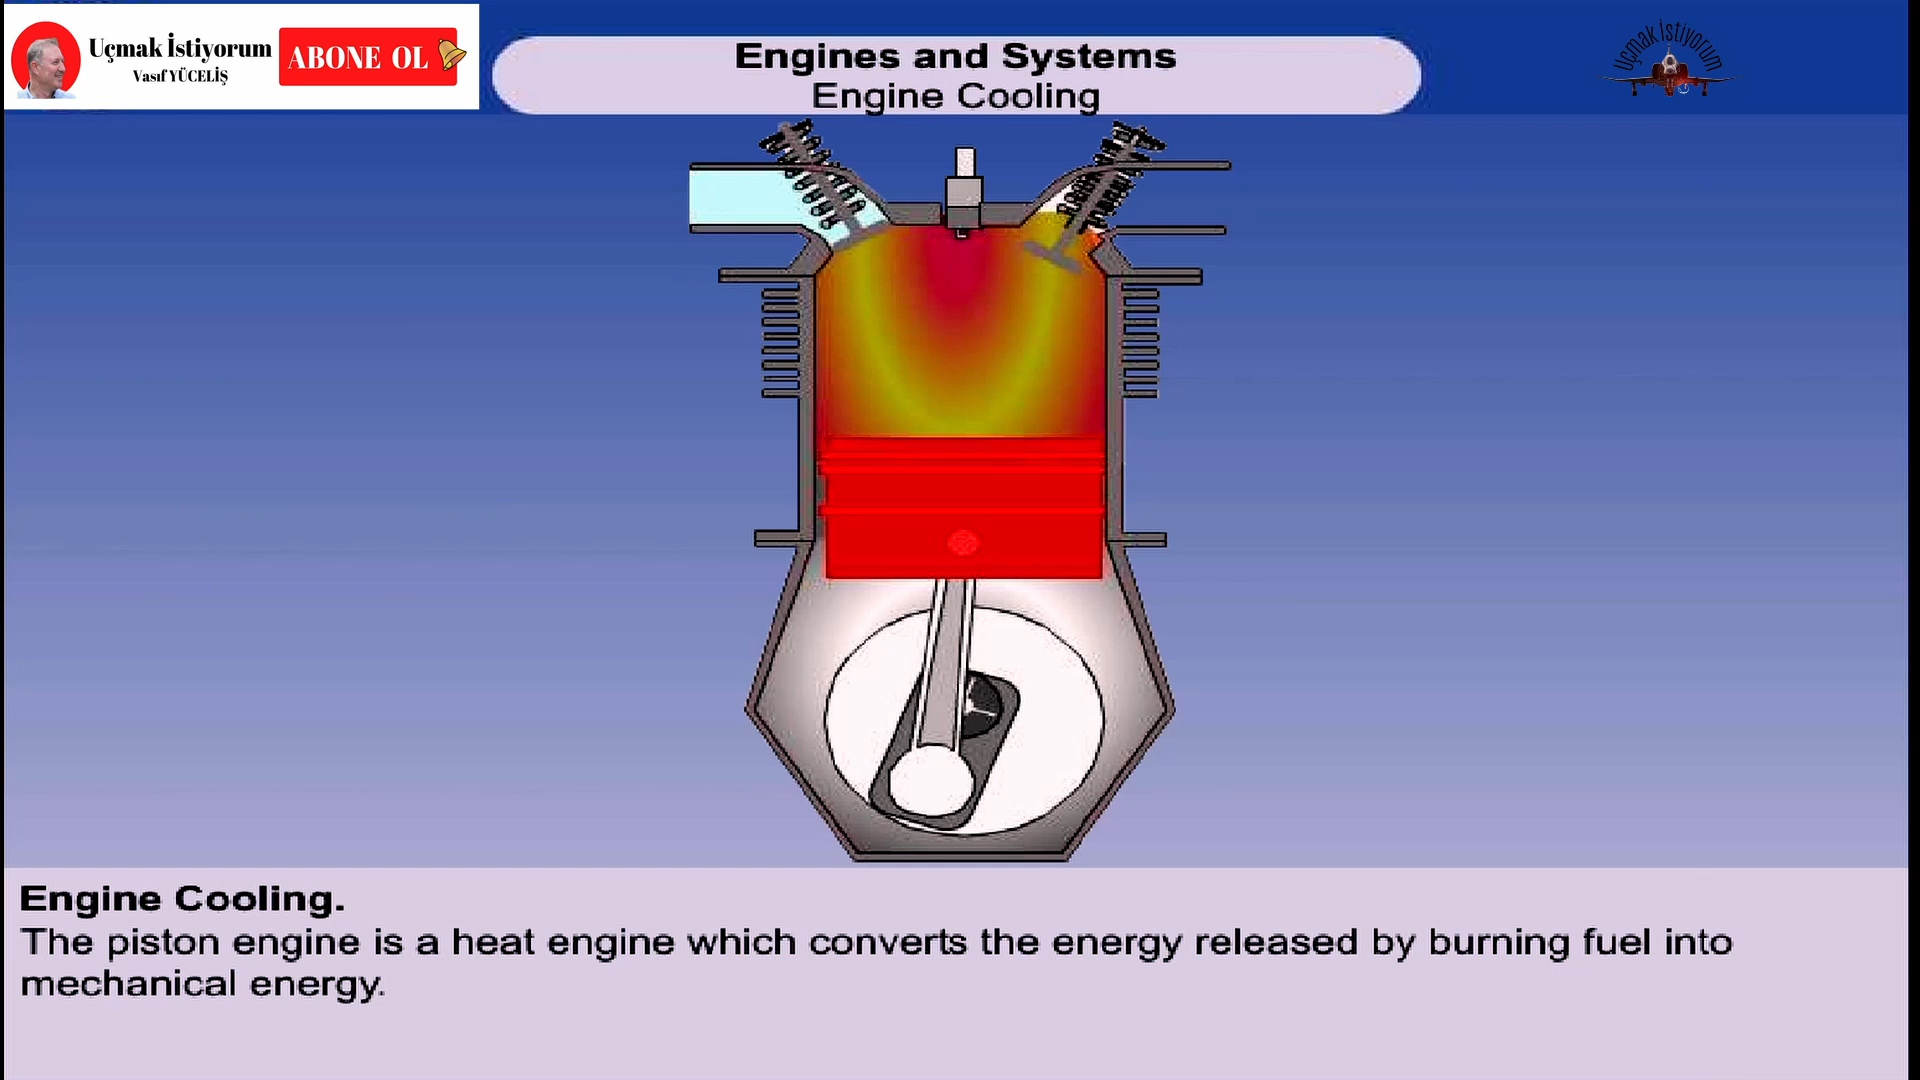 Uçmak İstiyorum
Vasıf YÜCELİŞ
ABONE OL
Engines and Systems
Engine Cooling
Uçmak İstiyorum
Engine Cooling.
The piston engine is a heat engine which converts the energy released by burning fuel into
mechanical energy.